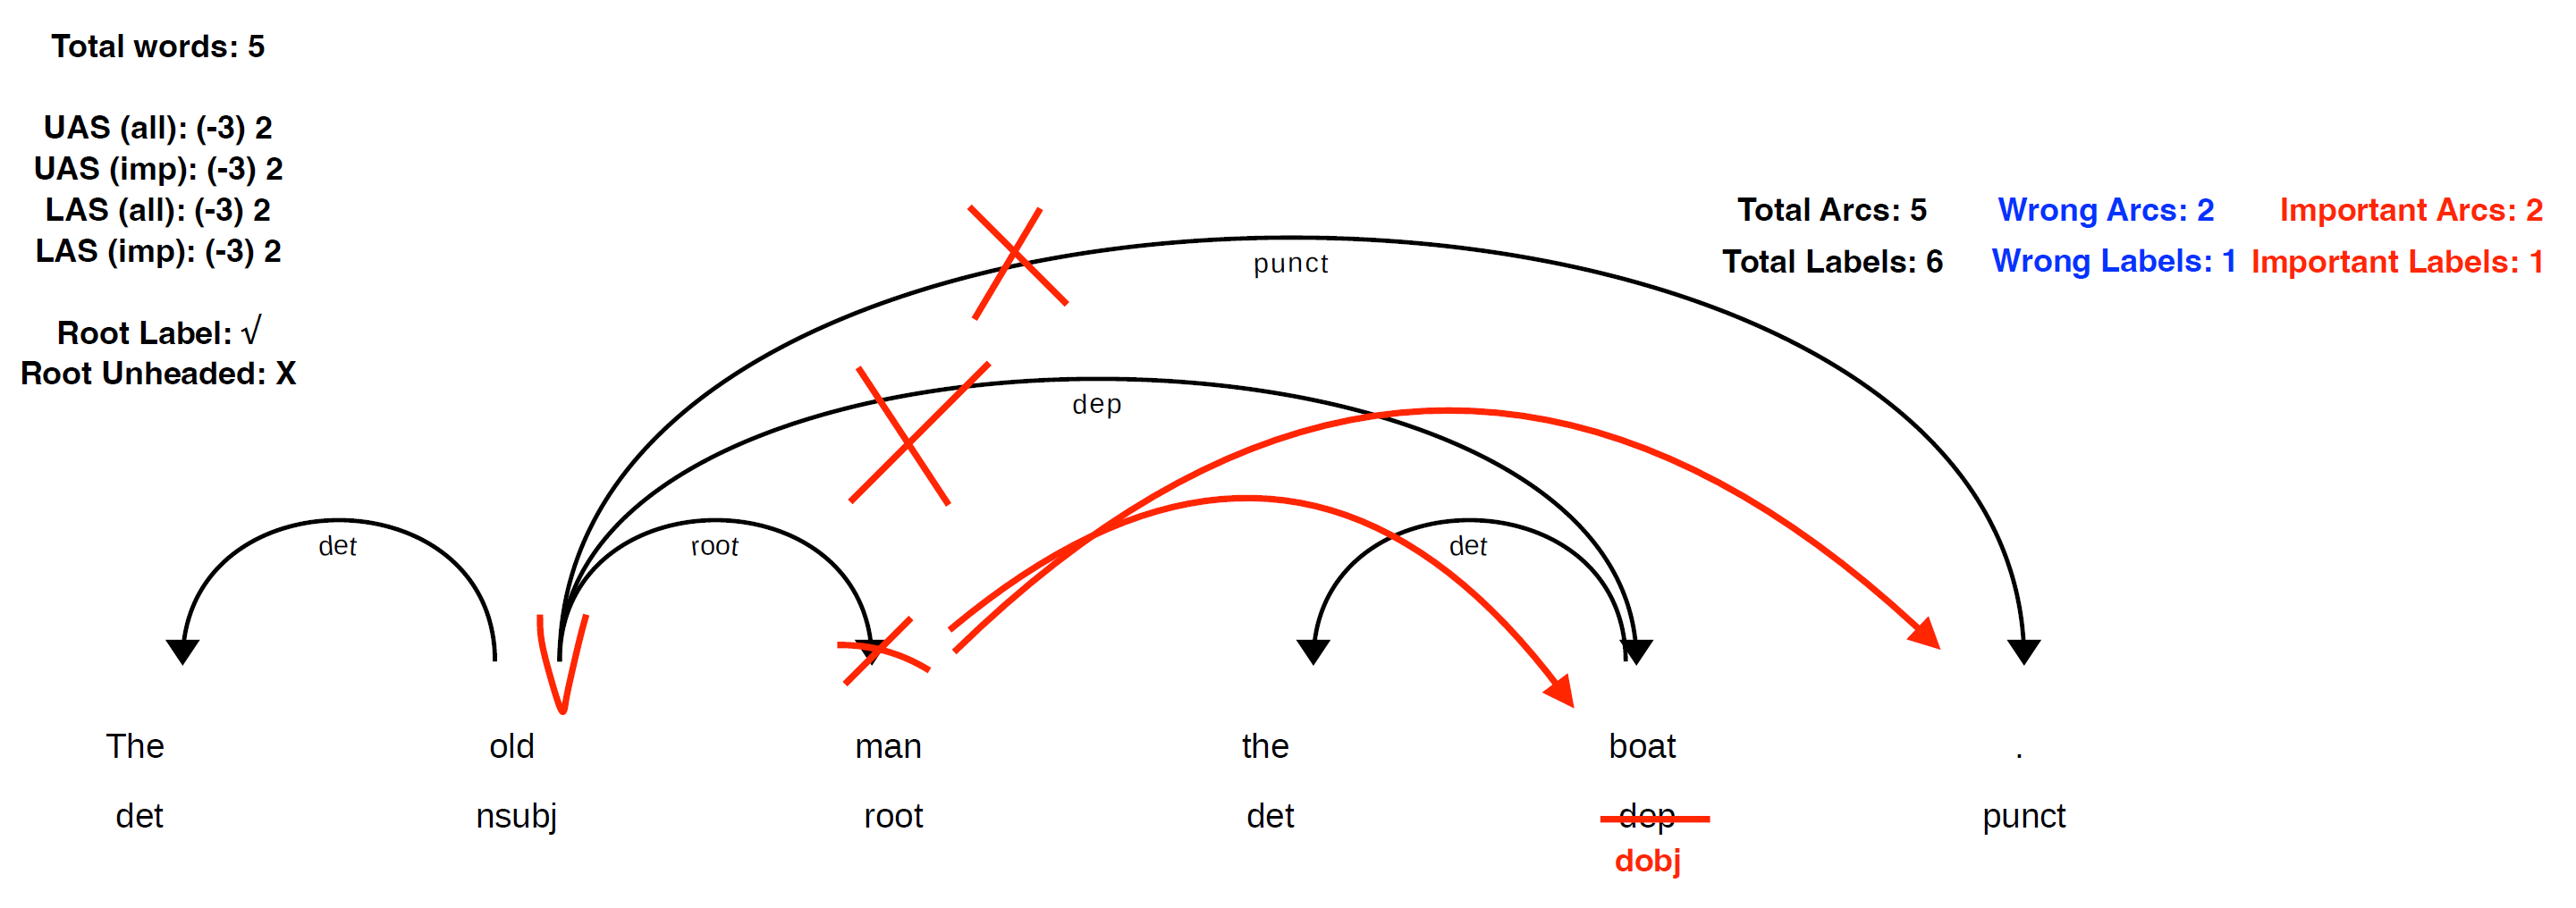 Total words: 5
UAS (all): (-3) 2
UAS (imp): (-3) 2
LAS (all): (-3) 2
LAS (imp): (-3) 2
Root Label: √
Root Unheaded: X
Total Arcs: 5 Wrong Arcs: 2 Important Arcs: 2
Total Labels: 6 Wrong Labels: 1 Important Labels: 1
punct
dep
det root det
The old man the boat .
det nsubj root det dep punct
dobj